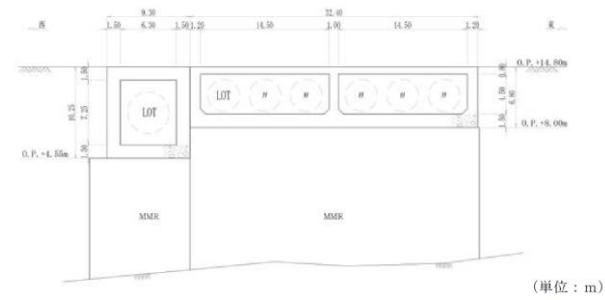 9.30 32.40
西 1.50 6.30 1.50 1.20 14.50 1.00 14.50 1.20 東
O.P.+14.80m
1.50 0.80
LOT 〃 〃 〃 〃 〃
10.25 7.25 LOT 4.50 6.80
1.50 O.P.+8.00m
1.50
O.P.+4.55m
MMR MMR
(単位：m)